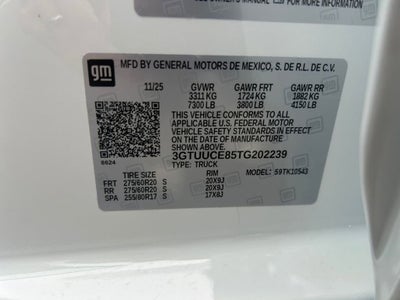 OWNER'S MANUAL
gm
MFD BY GENERAL MOTORS DE MEXICO, S. DE R.L. DE C.V.
11/25 GVWR GAWR FRT GAWR RR
3311 KG 1724 KG 1882 KG
7300 LB 3800 LB 4150 LB
THIS VEHICLE CONFORMS TO ALL
APPLICABLE U.S. FEDERAL MOTOR
VEHICLE SAFETY STANDARDS IN
EFFECT ON THE DATE OF
MANUFACTURE SHOWN ABOVE.
3GTUUCE85TG202239
TYPE: TRUCK
8624
TIRE SIZE RIM MODEL: 59TK10543
FRT 275/60R20 S 20X9J
RR 275/60R20 S 20X9J
SPA 255/80R17 S 17X8J